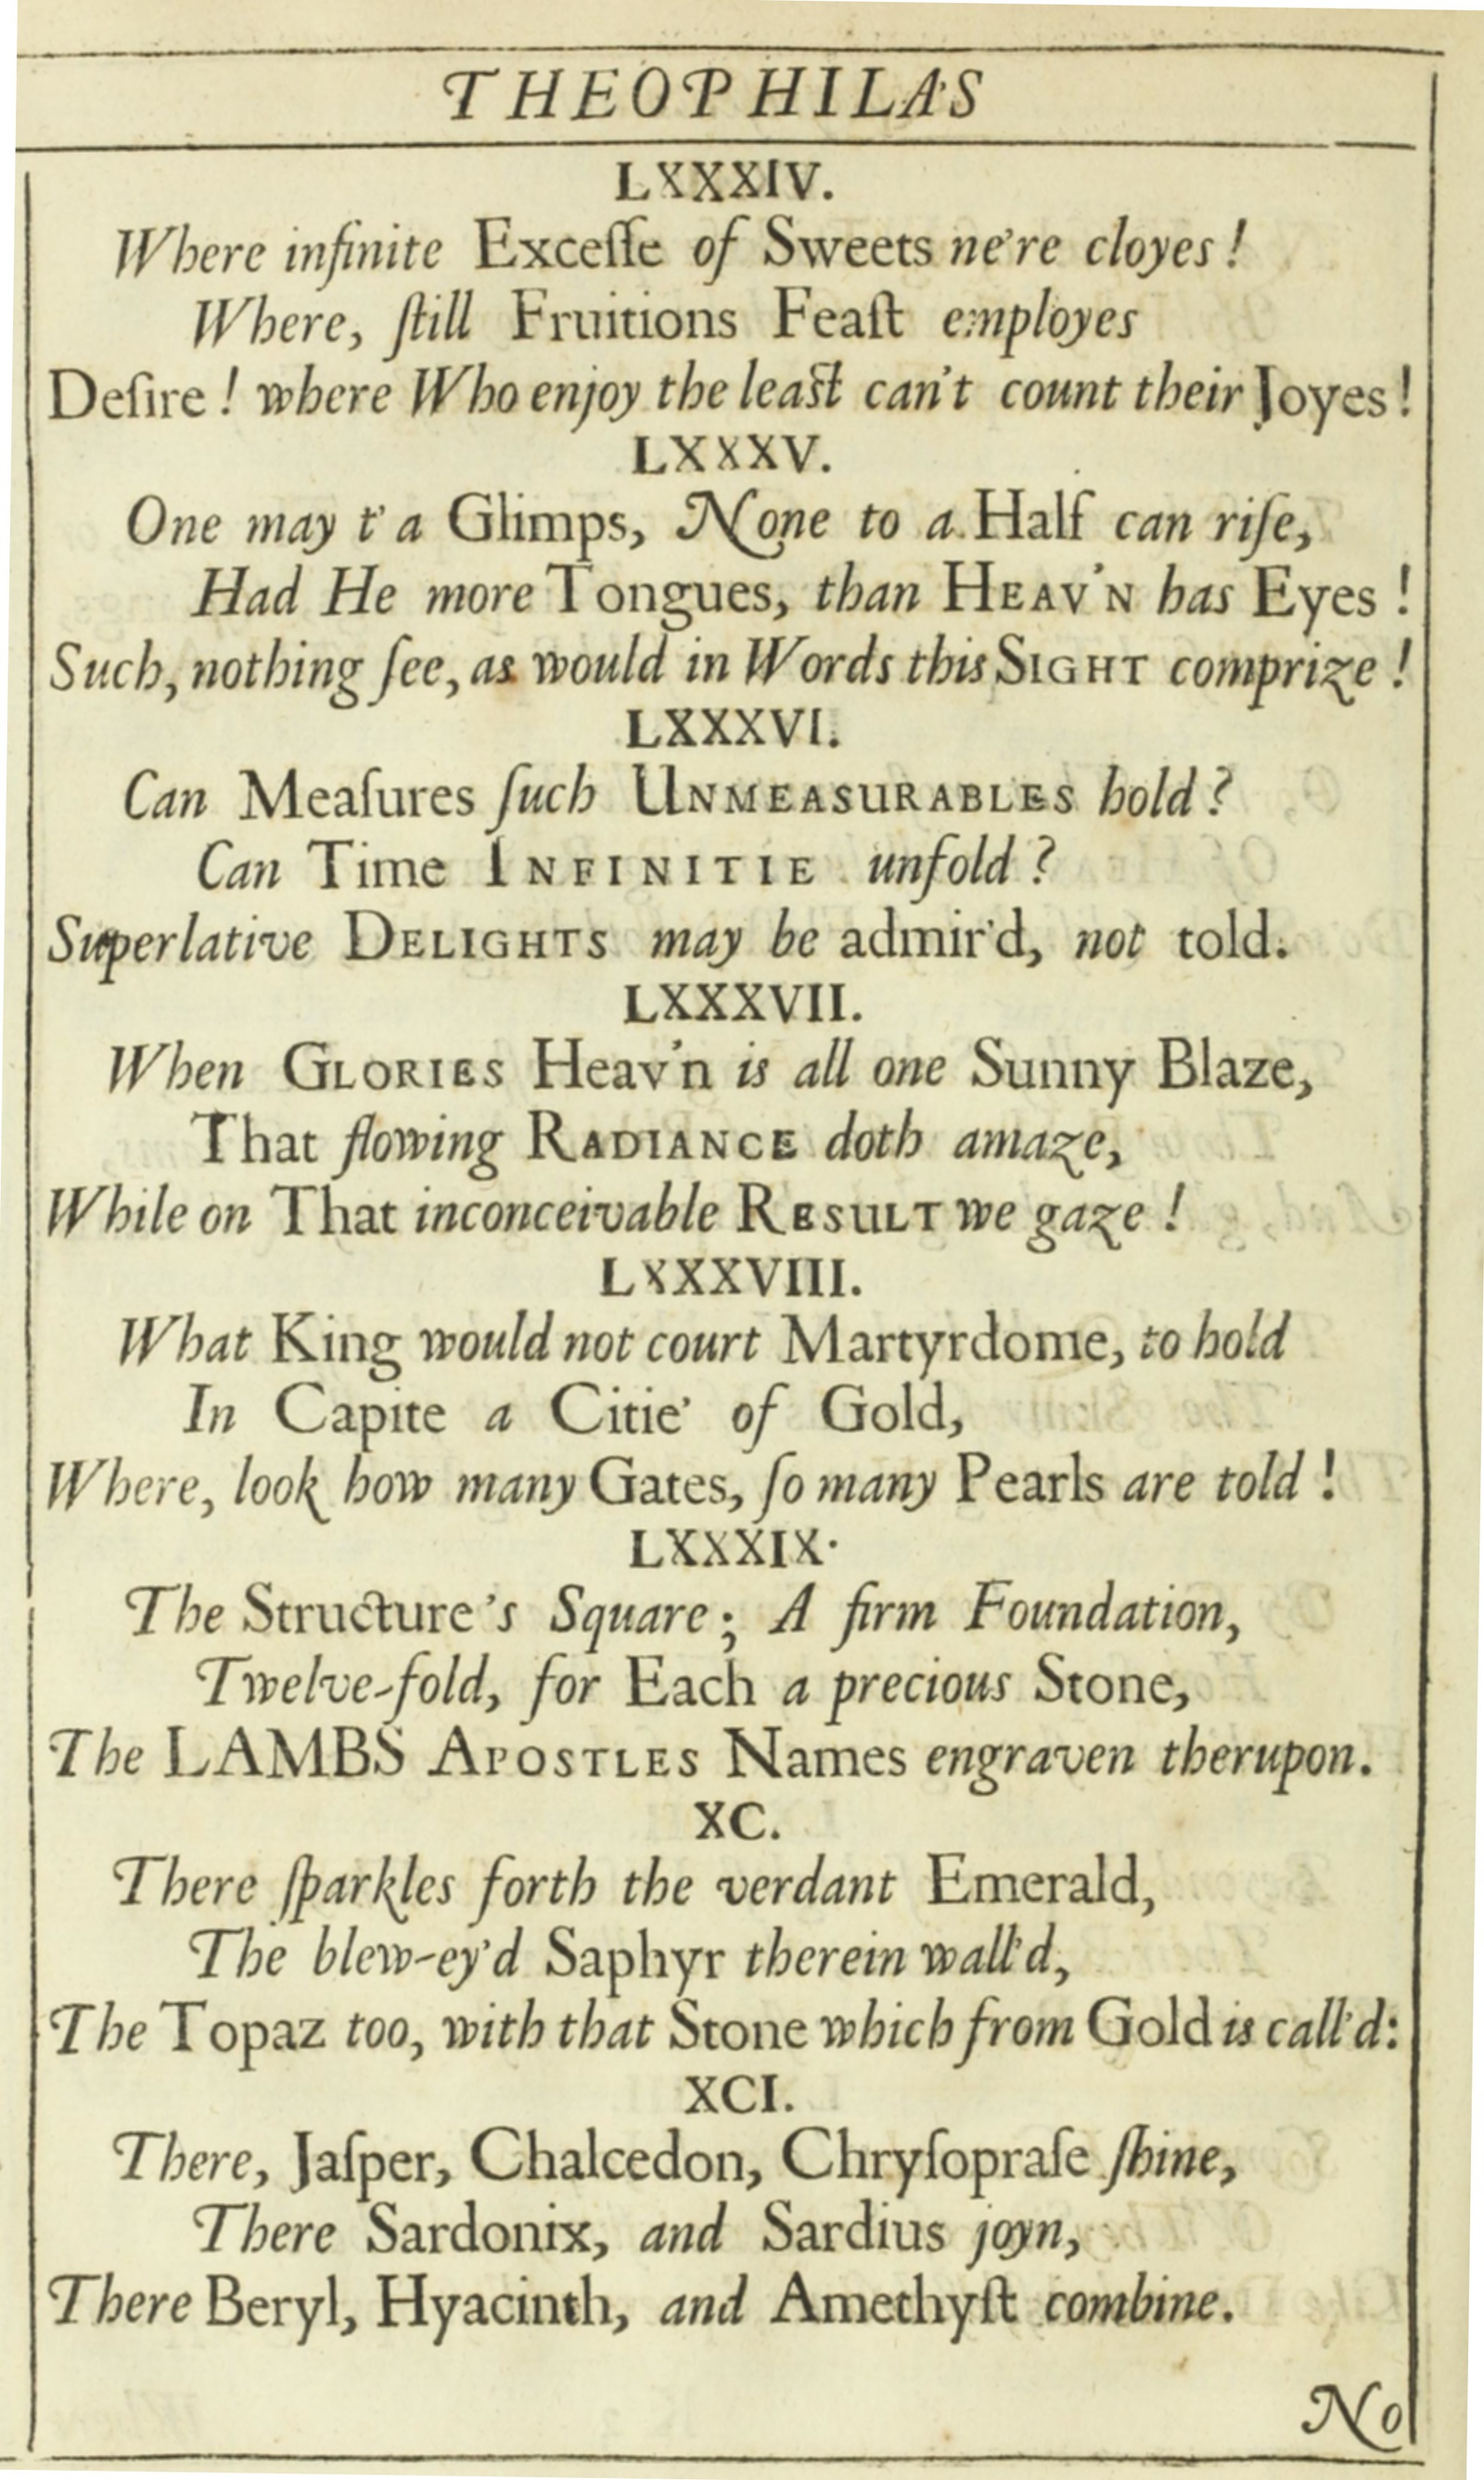 THEOPHILA'S
LXXXIV.
Where infinite Exceſſe of Sweets ne're cloyes!
Where, ſtill Fruitions Feaſt employes
Deſire! where Who enjoy the leaſt can't count their Joyes!
LXXXV.
One may t'a Glimps, None to a Half can riſe,
Had He more Tongues, than HEAV'N has Eyes!
Such, nothing ſee, as would in Words this SIGHT comprize!
LXXXVI.
Can Meaſures ſuch UNMEASURABLES hold?
Can Time INFINITIE unfold?
Superlative DELIGHTS may be admir'd, not told.
LXXXVII.
When GLORIES Heav'n is all one Sunny Blaze,
That flowing RADIANCE doth amaze,
While on That inconceivable RESULT we gaze!
LXXXVIII.
What King would not court Martyrdome, to hold
In Capite a Citie' of Gold,
Where, look how many Gates, ſo many Pearls are told!
LXXXIX.
The Structure's Square; A firm Foundation,
Twelve-fold, for Each a precious Stone,
The LAMBS APOSTLES Names engraven therupon.
XC.
There ſparkles forth the verdant Emerald,
The blew-ey'd Saphyr therein wall'd,
The Topaz too, with that Stone which from Gold is call'd:
XCI.
There, Jaſper, Chalcedon, Chryſopraſe ſhine,
There Sardonix, and Sardius joyn,
There Beryl, Hyacinth, and Amethyſt combine.
No